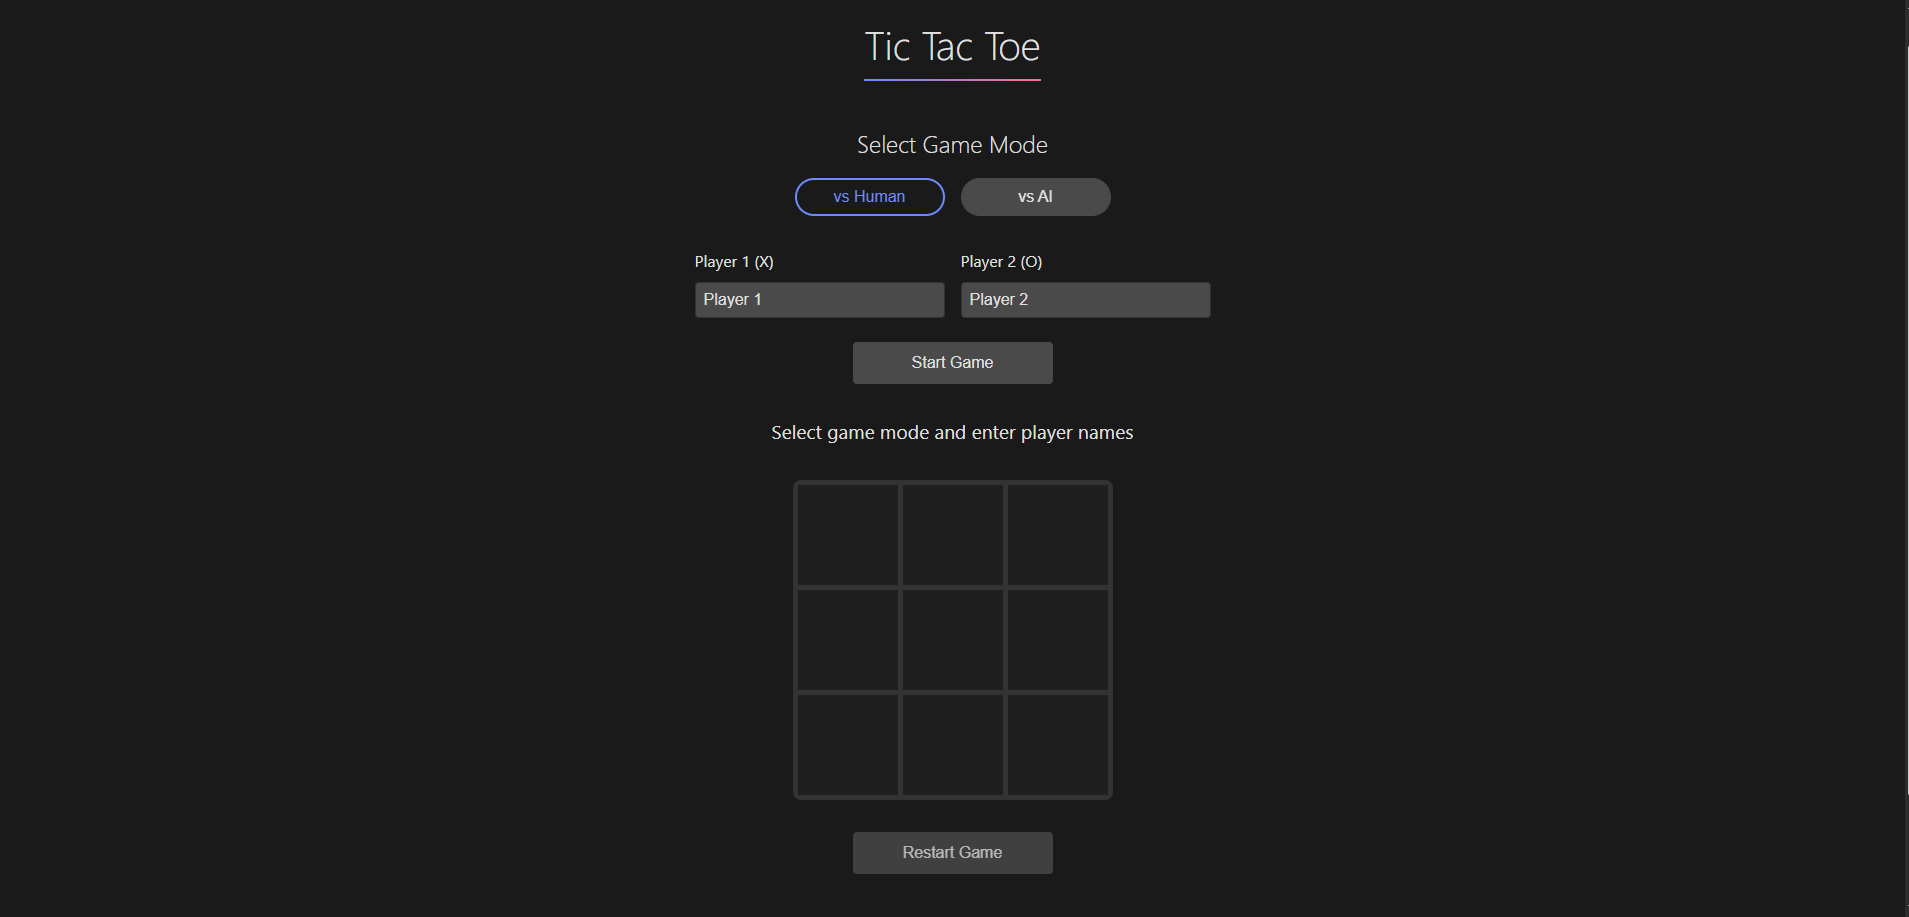 Tic Tac Toe
Select Game Mode
vs Human vs AI
Player 1 (X) Player 2 (O)
Player 1 Player 2
Start Game
Select game mode and enter player names
Restart Game